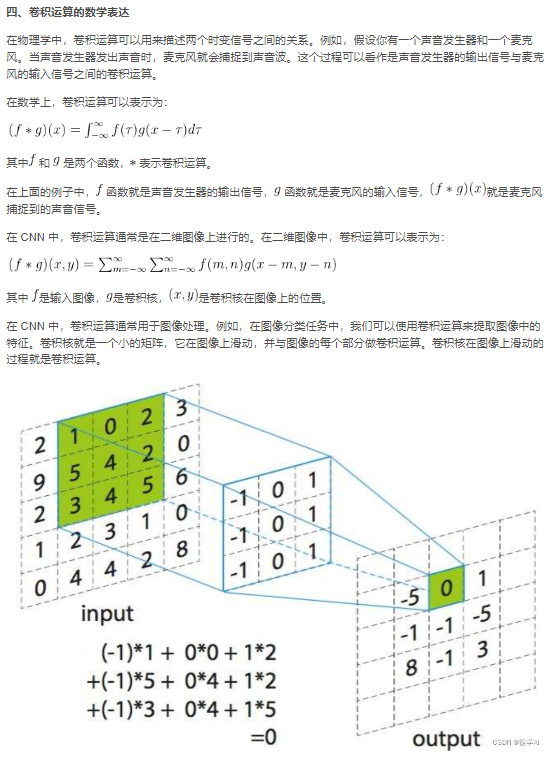 四、卷积运算的数学表达
在物理学中，卷积运算可以用来描述两个时变信号之间的关系。例如，假设你有一个声音发生器和一个麦克
风。当声音发生器发出声音时，麦克风就会捕捉到声音波。这个过程可以看作是声音发生器的输出信号与麦克
风的输入信号之间的卷积运算。
在数学上，卷积运算可以表示为：
(f * g)(x) = ∫_{-∞}^{∞} f(τ)g(x − τ)dτ
其中 f 和 g 是两个函数，* 表示卷积运算。
在上面的例子中，f 函数就是声音发生器的输出信号，g 函数就是麦克风的输入信号，(f * g)(x)就是麦克风
捕捉到的声音信号。
在 CNN 中，卷积运算通常是在二维图像上进行的。在二维图像中，卷积运算可以表示为：
(f * g)(x, y) = ∑_{m=−∞}^{∞} ∑_{n=−∞}^{∞} f(m, n)g(x − m, y − n)
其中 f是输入图像，g是卷积核，(x, y)是卷积核在图像上的位置。
在 CNN 中，卷积运算通常用于图像处理。例如，在图像分类任务中，我们可以使用卷积运算来提取图像中的
特征。卷积核就是一个小的矩阵，它在图像上滑动，并与图像的每个部分做卷积运算。卷积核在图像上滑动的
过程就是卷积运算。
2 1 0 2 3
9 5 4 2 0
2 3 4 5 6
1 2 3 1 0
0 4 4 2 8
input
-1 0 1
-1 0 1
-1 0 1
-5 0 1
-1 -1 -5
8 -1 3
output
(-1)*1 + 0*0 + 1*2
+(-1)*5 + 0*4 + 1*2
+(-1)*3 + 0*4 + 1*5
=0
CSDN @数学AI